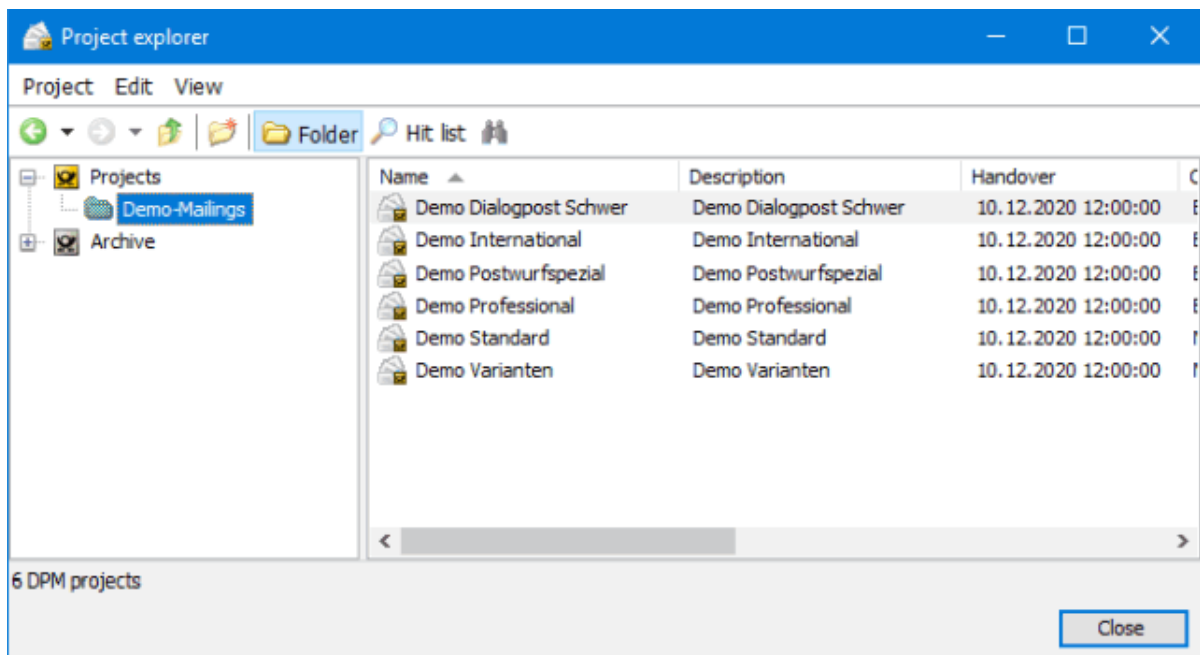 Project explorer
Project Edit View
Folder Hit list
Projects
Demo-Mailings
Archive
Name Description Handover
Demo Dialogpost Schwer Demo Dialogpost Schwer 10.12.2020 12:00:00
Demo International Demo International 10.12.2020 12:00:00
Demo Postwurfspezial Demo Postwurfspezial 10.12.2020 12:00:00
Demo Professional Demo Professional 10.12.2020 12:00:00
Demo Standard Demo Standard 10.12.2020 12:00:00
Demo Varianten Demo Varianten 10.12.2020 12:00:00
6 DPM projects
Close